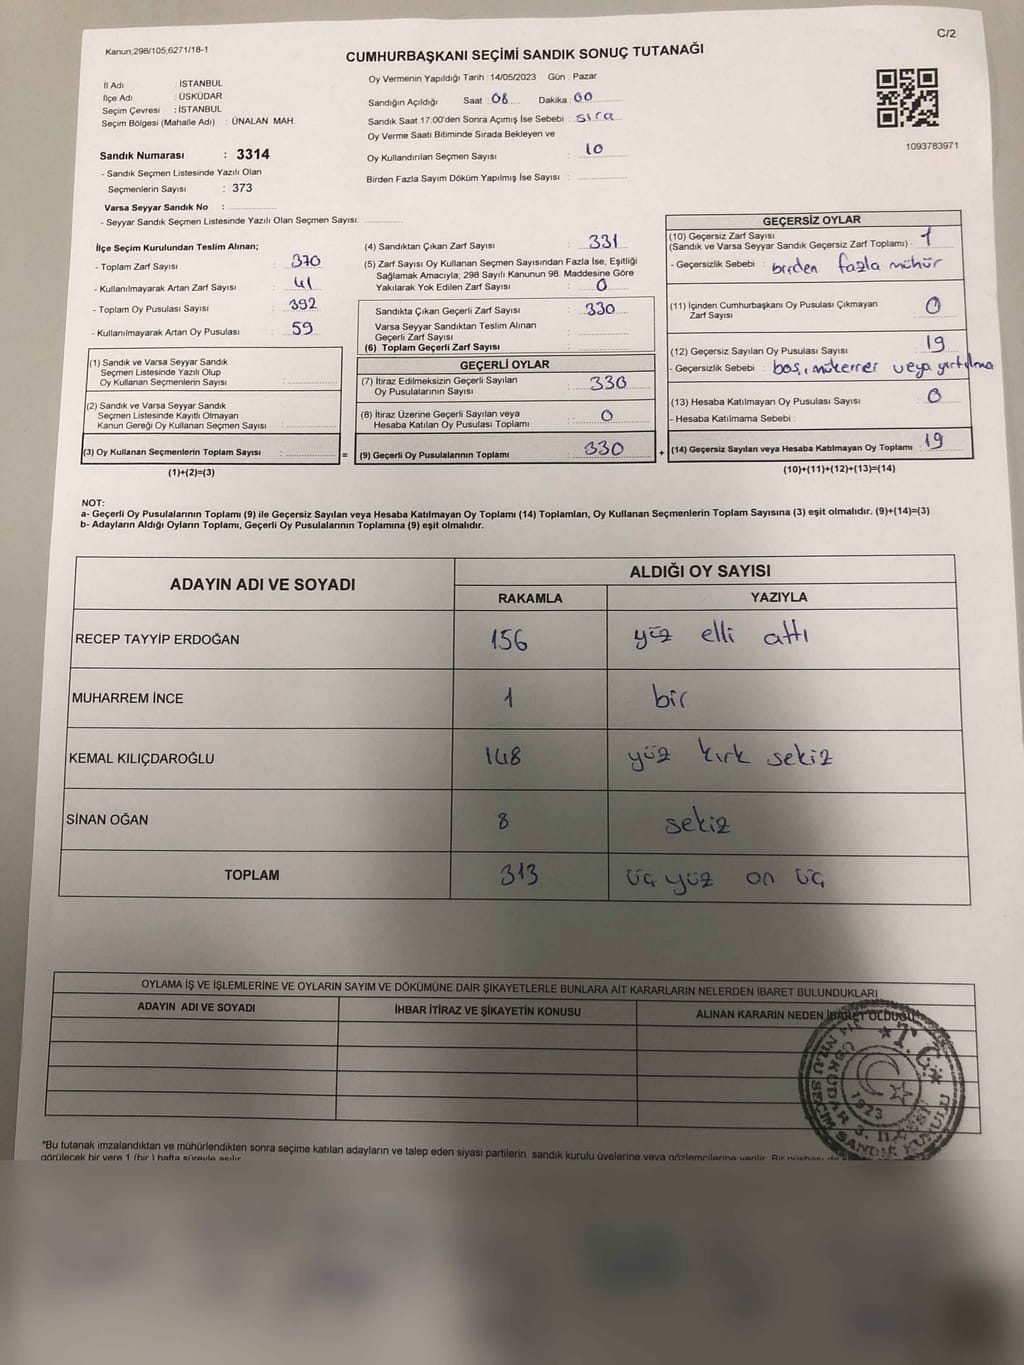 Kanun;298/105;6271/18-1
C/2
CUMHURBAŞKANI SEÇİMİ SANDIK SONUÇ TUTANAĞI
İl Adı : İSTANBUL
İlçe Adı : ÜSKÜDAR
Seçim Çevresi : İSTANBUL
Seçim Bölgesi (Mahalle Adı) : ÜNALAN MAH.
Sandık Numarası : 3314
- Sandık Seçmen Listesinde Yazılı Olan
Seçmenlerin Sayısı : 373
Varsa Seyyar Sandık No :
- Seyyar Sandık Seçmen Listesinde Yazılı Olan Seçmen Sayısı:
Oy Vermenin Yapıldığı Tarih : 14/05/2023 Gün : Pazar
Sandığın Açıldığı Saat : 08 Dakika : 00
Sandık Saat 17:00'den Sonra Açımış İse Sebebi : sıra
Oy Verme Saati Bitiminde Sırada Bekleyen ve
Oy Kullandırılan Seçmen Sayısı : 10
Birden Fazla Sayım Döküm Yapılmış İse Sayısı :
1093783971
İlçe Seçim Kurulundan Teslim Alınan;
- Toplam Zarf Sayısı : 370
- Kullanılmayarak Artan Zarf Sayısı : 41
- Toplam Oy Pusulası Sayısı : 392
- Kullanılmayarak Artan Oy Pusulası : 59
(1) Sandık ve Varsa Seyyar Sandık
Seçmen Listesinde Yazılı Olup
Oy Kullanan Seçmenlerin Sayısı :
(2) Sandık ve Varsa Seyyar Sandık
Seçmen Listesinde Kayıtlı Olmayan
Kanun Gereği Oy Kullanan Seçmen Sayısı :
(3) Oy Kullanan Seçmenlerin Toplam Sayısı : =
(1)+(2)=(3)
(4) Sandıktan Çıkan Zarf Sayısı : 331
(5) Zarf Sayısı Oy Kullanan Seçmen Sayısından Fazla İse, Eşitliği
Sağlamak Amacıyla; 298 Sayılı Kanunun 98. Maddesine Göre
Yakılarak Yok Edilen Zarf Sayısı : 0
Sandıkta Çıkan Geçerli Zarf Sayısı : 330
Varsa Seyyar Sandıktan Teslim Alınan
Geçerli Zarf Sayısı :
(6) Toplam Geçerli Zarf Sayısı :
GEÇERLİ OYLAR
(7) İtiraz Edilmeksizin Geçerli Sayılan
Oy Pusulalarının Sayısı : 330
(8) İtiraz Üzerine Geçerli Sayılan veya
Hesaba Katılan Oy Pusulası Toplamı : 0
(9) Geçerli Oy Pusulalarının Toplamı : 330 +
GEÇERSİZ OYLAR
(10) Geçersiz Zarf Sayısı
(Sandık ve Varsa Seyyar Sandık Geçersiz Zarf Toplamı) : 1
- Geçersizlik Sebebi : birden fazla mühür
(11) İçinden Cumhurbaşkanı Oy Pusulası Çıkmayan
Zarf Sayısı : 0
(12) Geçersiz Sayılan Oy Pusulası Sayısı : 19
- Geçersizlik Sebebi : boş, mükerrer veya yırtılma
(13) Hesaba Katılmayan Oy Pusulası Sayısı : 0
- Hesaba Katılmama Sebebi :
(14) Geçersiz Sayılan veya Hesaba Katılmayan Oy Toplamı : 19
(10)+(11)+(12)+(13)=(14)
NOT:
a- Geçerli Oy Pusulalarının Toplamı (9) ile Geçersiz Sayılan veya Hesaba Katılmayan Oy Toplamı (14) Toplamları, Oy Kullanan Seçmenlerin Toplam Sayısına (3) eşit olmalıdır. (9)+(14)=(3)
b- Adayların Aldığı Oyların Toplamı, Geçerli Oy Pusulalarının Toplamına (9) eşit olmalıdır.
ADAYIN ADI VE SOYADI ALDIĞI OY SAYISI
RAKAMLA YAZIYLA
RECEP TAYYİP ERDOĞAN 156 yüz elli altı
MUHARREM İNCE 1 bir
KEMAL KILIÇDAROĞLU 148 yüz kırk sekiz
SİNAN OĞAN 8 sekiz
TOPLAM 313 üç yüz on üç
OYLAMA İŞ VE İŞLEMLERİNE VE OYLARIN SAYIM VE DÖKÜMÜNE DAİR ŞİKAYETLERLE BUNLARA AİT KARARLARIN NELERDEN İBARET BULUNDUKLARI
ADAYIN ADI VE SOYADI İHBAR İTİRAZ VE ŞİKAYETİN KONUSU ALINAN KARARIN NEDEN İBARET OLDUĞU
T.C.
ÜSKÜDAR 3. İLÇESİ
1923
NR.LI SEÇİM SANDIK KURULU
*Bu tutanak imzalandıktan ve mühürlendikten sonra seçime katılan adayların ve talep eden siyasi partilerin sandık kurulu üyelerine veya gözlemcilerine verilir. Bir nüshası da
görülecek bir yere 1 (bir ) hafta süreyle asılır.